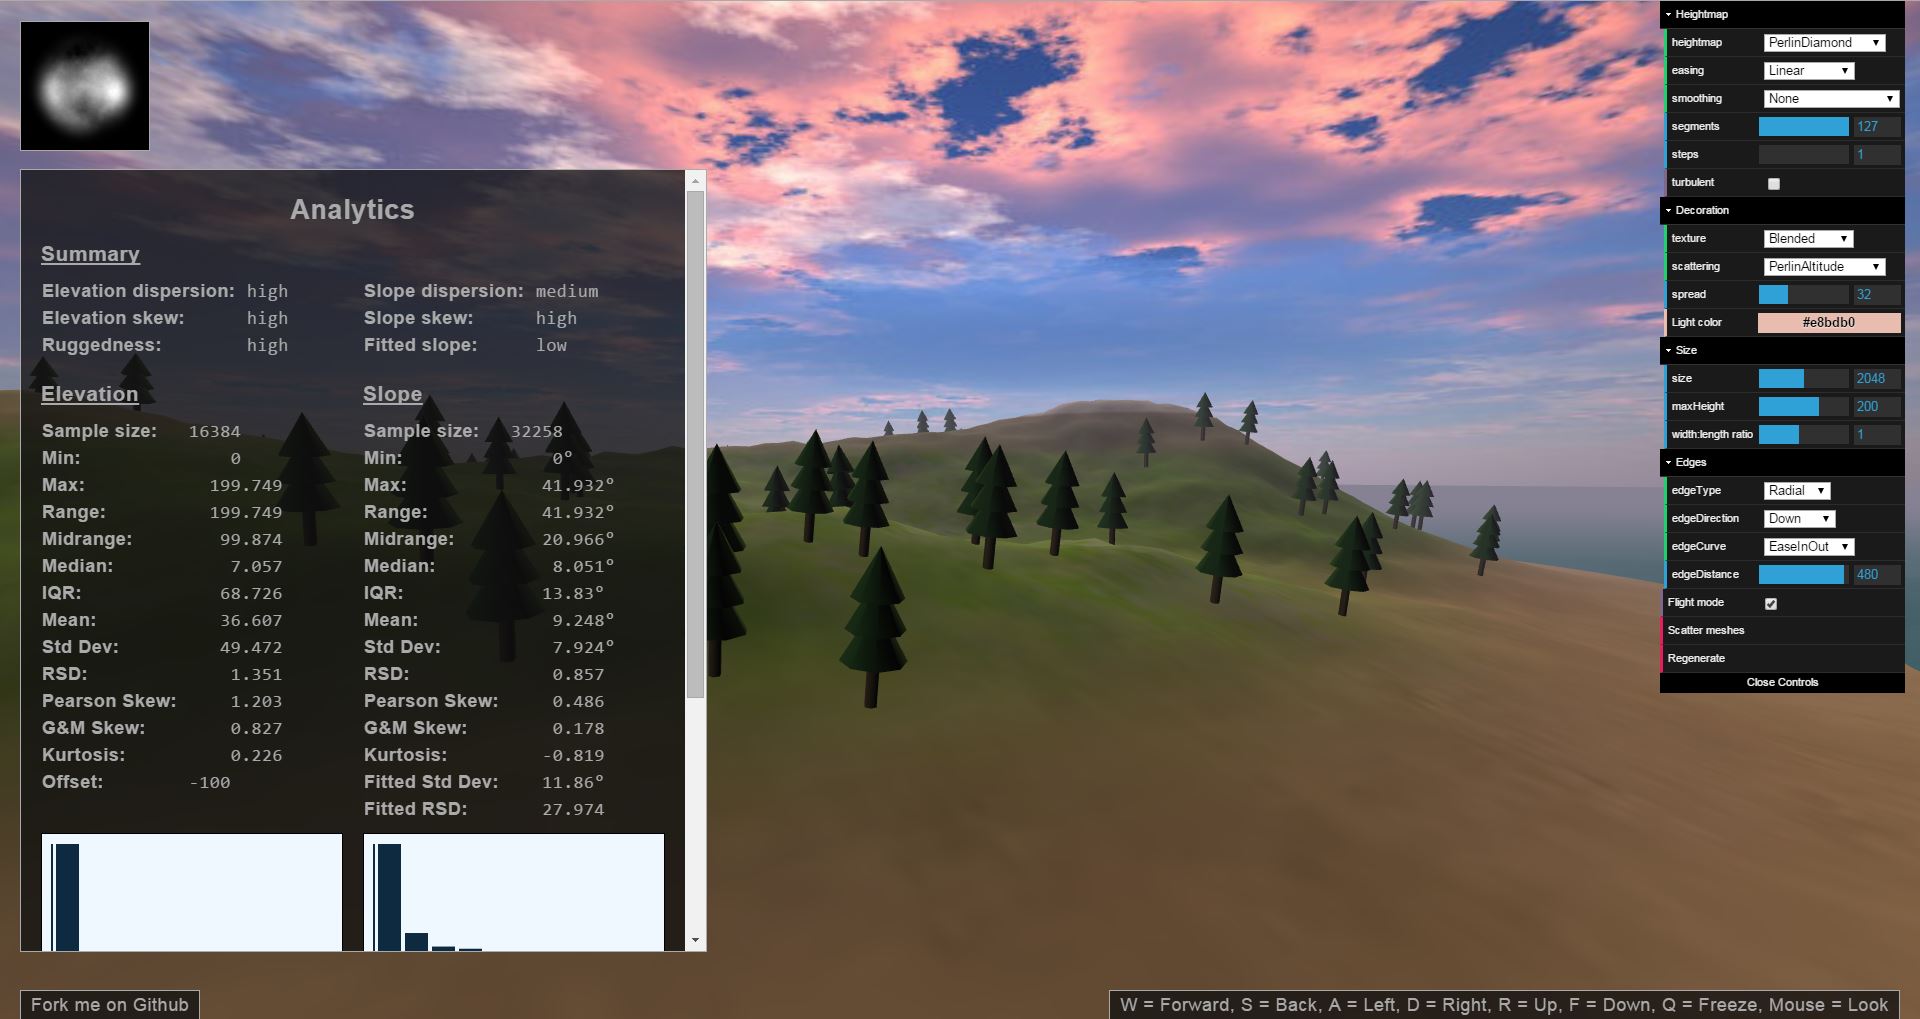 Analytics
Summary
Elevation dispersion: high Slope dispersion: medium
Elevation skew: high Slope skew: high
Ruggedness: high Fitted slope: low
Elevation Slope
Sample size: 16384 Sample size: 32258
Min: 0 Min: 0°
Max: 199.749 Max: 41.932°
Range: 199.749 Range: 41.932°
Midrange: 99.874 Midrange: 20.966°
Median: 7.057 Median: 8.051°
IQR: 68.726 IQR: 13.83°
Mean: 36.607 Mean: 9.248°
Std Dev: 49.472 Std Dev: 7.924°
RSD: 1.351 RSD: 0.857
Pearson Skew: 1.203 Pearson Skew: 0.486
G&M Skew: 0.827 G&M Skew: 0.178
Kurtosis: 0.226 Kurtosis: -0.819
Offset: -100 Fitted Std Dev: 11.86°
Fitted RSD: 27.974
Heightmap
heightmap PerlinDiamond
easing Linear
smoothing None
segments 127
steps 1
turbulent
Decoration
texture Blended
scattering PerlinAltitude
spread 32
Light color #e8bdb0
Size
size 2048
maxHeight 200
width:length ratio 1
Edges
edgeType Radial
edgeDirection Down
edgeCurve EaseInOut
edgeDistance 480
Flight mode
Scatter meshes
Regenerate
Close Controls
Fork me on Github
W = Forward, S = Back, A = Left, D = Right, R = Up, F = Down, Q = Freeze, Mouse = Look